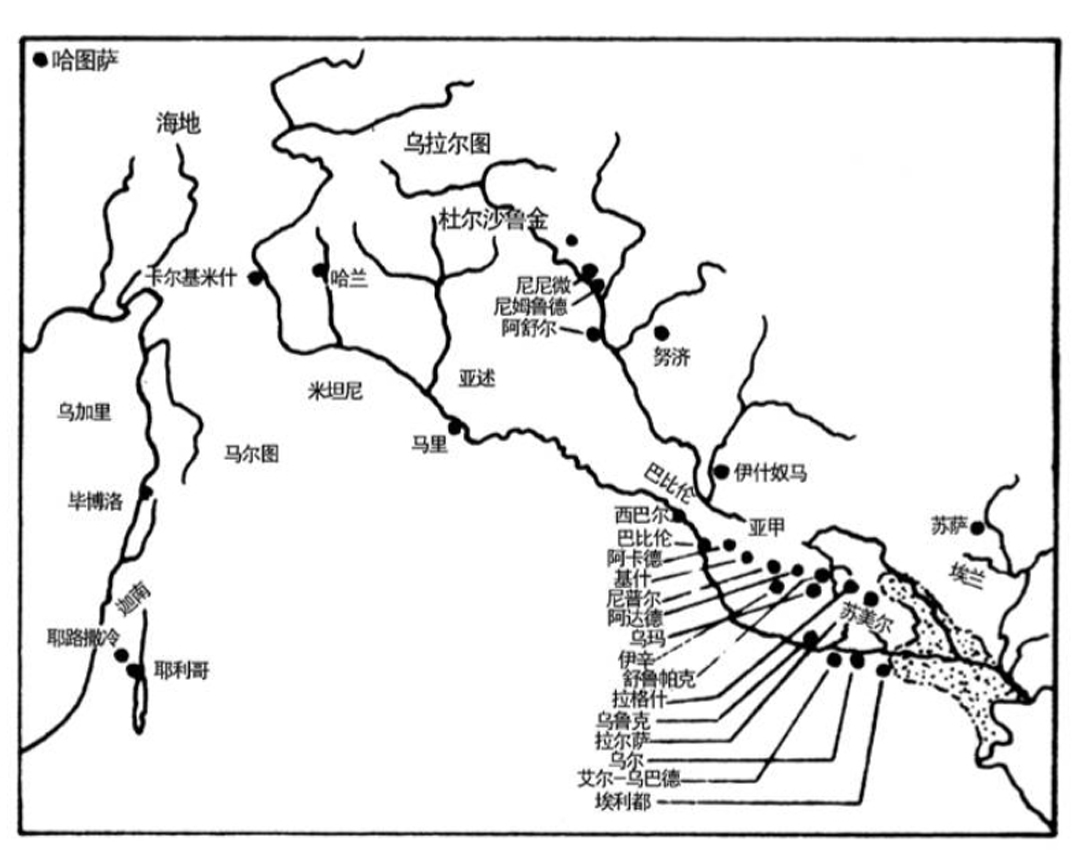 哈图萨
海地
乌拉尔图
杜尔沙鲁金
卡尔基米什
哈兰
尼尼微
尼姆鲁德
阿舒尔
努济
米坦尼
亚述
乌加里
马尔图
马里
毕博洛
巴比伦
伊什奴马
西巴尔
亚甲
苏萨
巴比伦
阿卡德
基什
埃兰
尼普尔
阿达德
迦南
苏美尔
乌玛
耶路撒冷
伊辛
耶利哥
舒鲁帕克
拉格什
乌鲁克
拉尔萨
乌尔
艾尔-乌巴德
埃利都